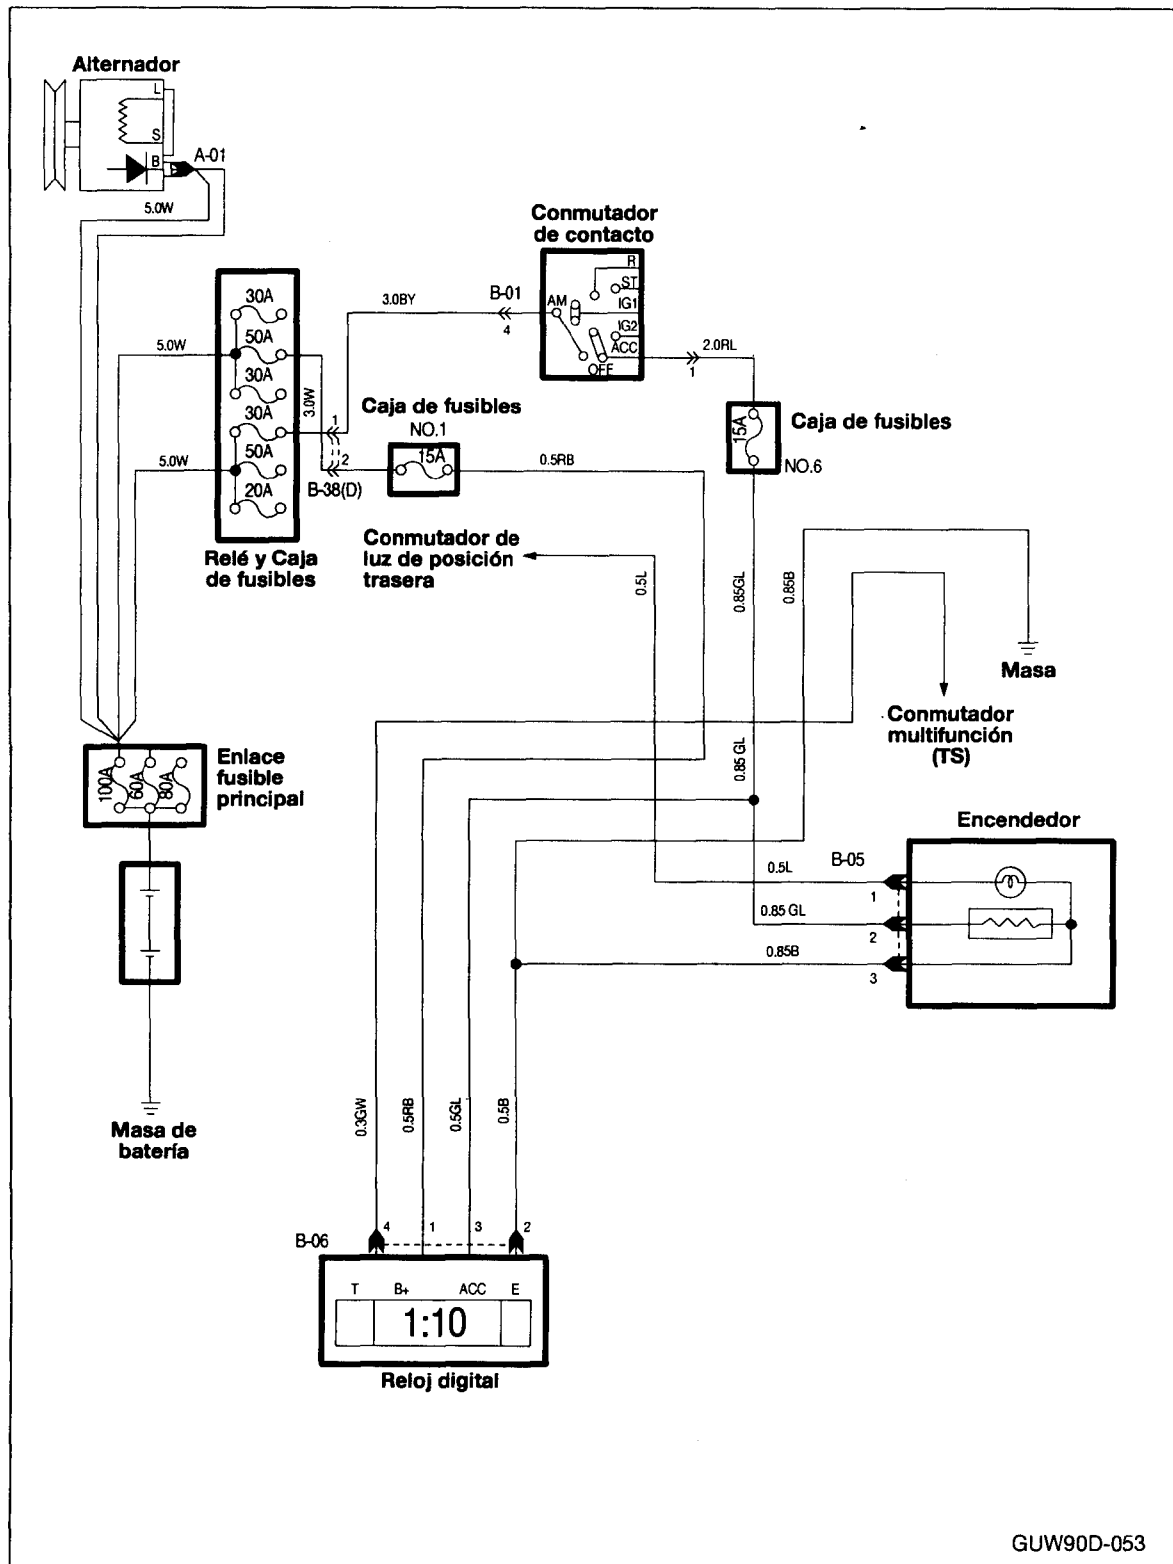 Alternador
L
S
B
A-01
5.0W
Conmutador
de contacto
R
ST
AM
IG1
IG2
ACC
OFF
3.0BY
B-01
4
2.0RL
1
30A
50A
30A
30A
50A
20A
5.0W
5.0W
3.0W
1
2
B-38(D)
Relé y Caja
de fusibles
Caja de fusibles
NO.1
15A
0.5RB
Caja de fusibles
15A
NO.6
Conmutador de
luz de posición
trasera
0.5L
0.85GL
0.85B
Masa
Conmutador
multifunción
(TS)
0.85 GL
Enlace
fusible
principal
100A
60A
80A
Encendedor
B-05
0.5L
1
0.85 GL
2
0.85B
3
Masa de
batería
0.3GW
0.5RB
0.5GL
0.5B
B-06
4
1
3
2
T
B+
ACC
E
1:10
Reloj digital
GUW90D-053